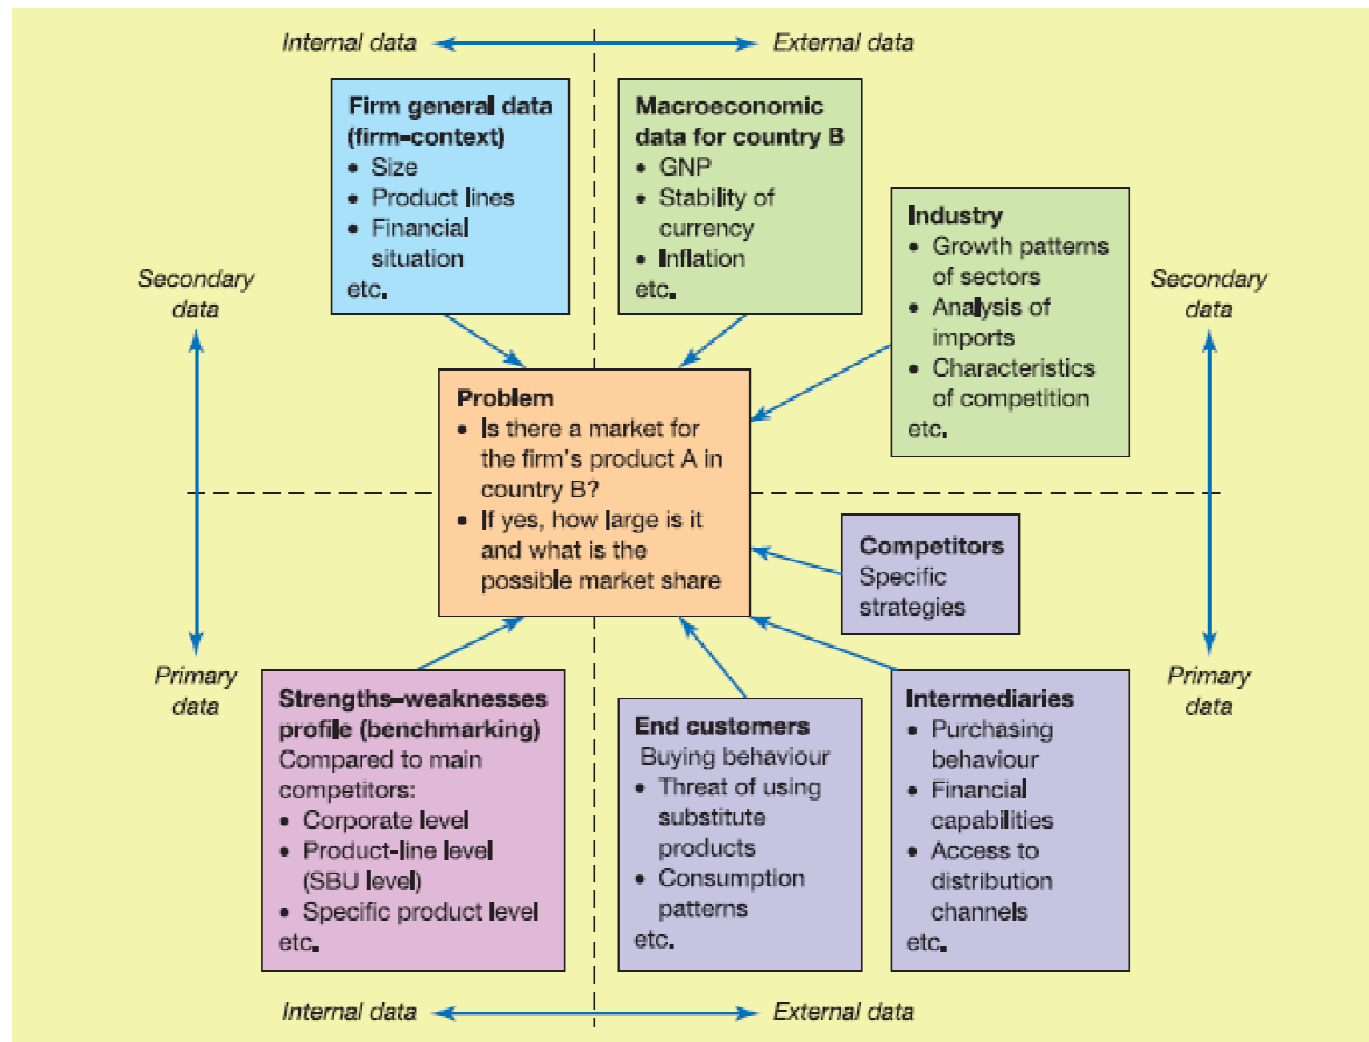 Internal data
External data
Firm general data
(firm-context)
• Size
• Product lines
• Financial
situation
etc.
Macroeconomic
data for country B
• GNP
• Stability of
currency
• Inflation
etc.
Industry
• Growth patterns
of sectors
• Analysis of
imports
• Characteristics
of competition
etc.
Secondary
data
Secondary
data
Problem
• Is there a market for
the firm's product A in
country B?
• If yes, how large is it
and what is the
possible market share
Competitors
Specific
strategies
Primary
data
Primary
data
Strengths–weaknesses
profile (benchmarking)
Compared to main
competitors:
• Corporate level
• Product-line level
(SBU level)
• Specific product level
etc.
End customers
Buying behaviour
• Threat of using
substitute
products
• Consumption
patterns
etc.
Intermediaries
• Purchasing
behaviour
• Financial
capabilities
• Access to
distribution
channels
etc.
Internal data
External data